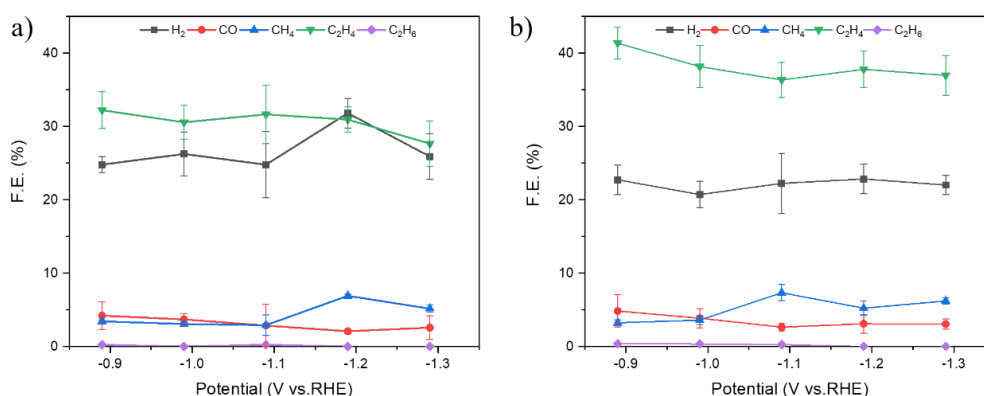 a)
H₂ CO CH₄ C₂H₄ C₂H₆
40
30
20
10
0
F.E. (%)
-0.9 -1.0 -1.1 -1.2 -1.3
Potential (V vs.RHE)
b)
H₂ CO CH₄ C₂H₄ C₂H₆
40
30
20
10
0
F.E. (%)
-0.9 -1.0 -1.1 -1.2 -1.3
Potential (V vs.RHE)